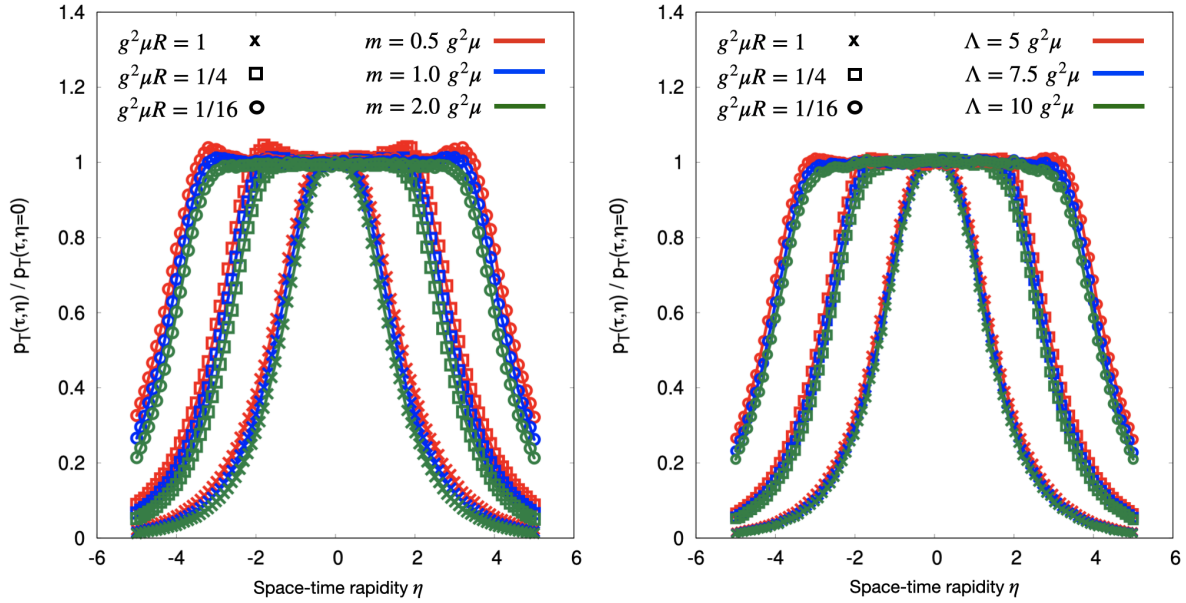 1.4
1.2
1
0.8
0.6
0.4
0.2
0
-6
-4
-2
0
2
4
6
p_T(τ,η) / p_T(τ,η=0)
Space-time rapidity η
g²μR = 1
g²μR = 1/4
g²μR = 1/16
m = 0.5 g²μ
m = 1.0 g²μ
m = 2.0 g²μ
1.4
1.2
1
0.8
0.6
0.4
0.2
0
-6
-4
-2
0
2
4
6
p_T(τ,η) / p_T(τ,η=0)
Space-time rapidity η
g²μR = 1
g²μR = 1/4
g²μR = 1/16
Λ = 5 g²μ
Λ = 7.5 g²μ
Λ = 10 g²μ